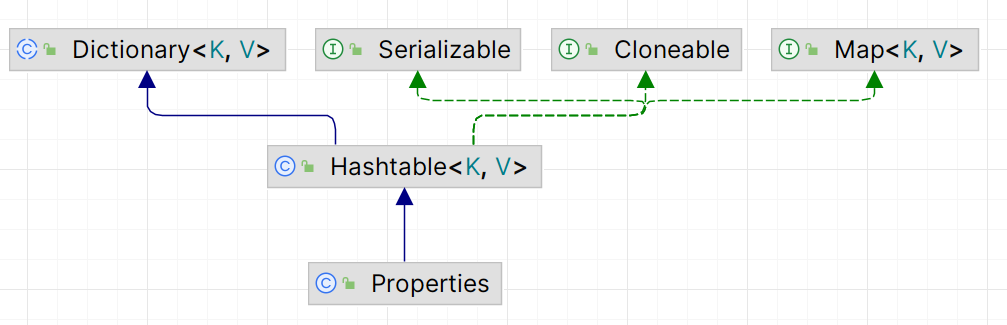 Dictionary<K, V>
Serializable
Cloneable
Map<K, V>
Hashtable<K, V>
Properties